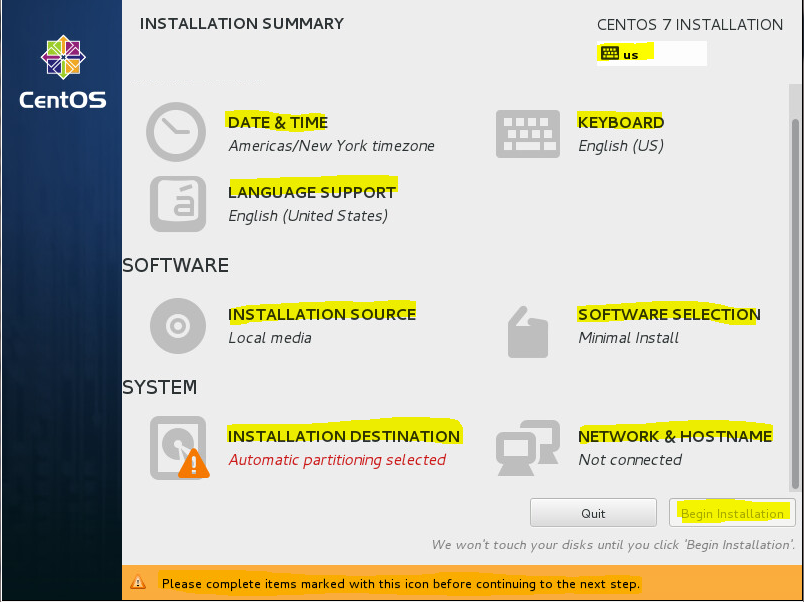 INSTALLATION SUMMARY
CENTOS 7 INSTALLATION
us
CentOS
DATE & TIME
Americas/New York timezone
KEYBOARD
English (US)
LANGUAGE SUPPORT
English (United States)
á
SOFTWARE
INSTALLATION SOURCE
Local media
SOFTWARE SELECTION
Minimal Install
SYSTEM
INSTALLATION DESTINATION
Automatic partitioning selected
NETWORK & HOSTNAME
Not connected
Quit
Begin Installation
We won't touch your disks until you click 'Begin Installation'.
Please complete items marked with this icon before continuing to the next step.